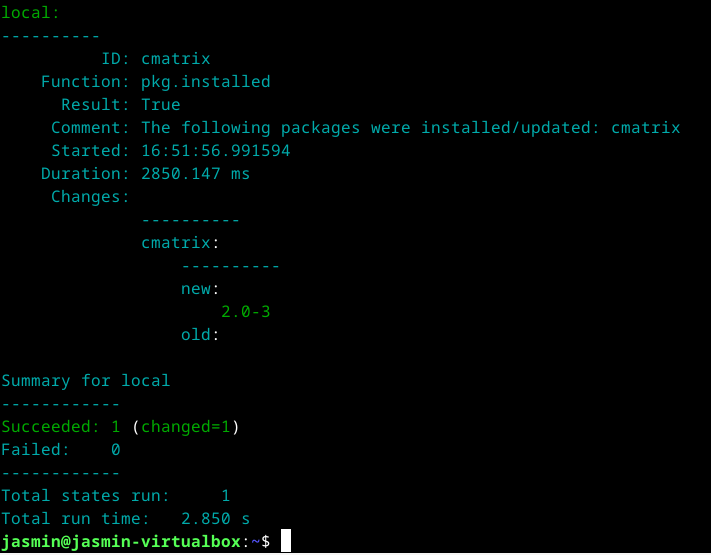 local:
----------
          ID: cmatrix
    Function: pkg.installed
      Result: True
     Comment: The following packages were installed/updated: cmatrix
     Started: 16:51:56.991594
    Duration: 2850.147 ms
     Changes:
              ----------
              cmatrix:
                  ----------
                  new:
                      2.0-3
                  old:

Summary for local
------------
Succeeded: 1 (changed=1)
Failed:    0
------------
Total states run:     1
Total run time:   2.850 s
jasmin@jasmin-virtualbox:~$